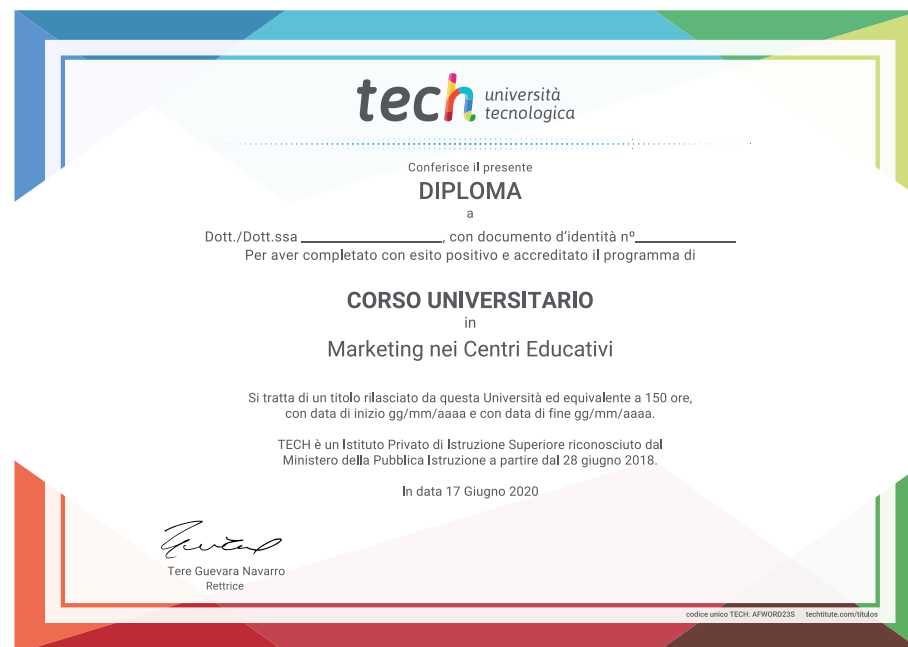 tech università
tecnologica
Conferisce il presente
DIPLOMA
a
Dott./Dott.ssa ____________________, con documento d'identità nº______________
Per aver completato con esito positivo e accreditato il programma di
CORSO UNIVERSITARIO
in
Marketing nei Centri Educativi
Si tratta di un titolo rilasciato da questa Università ed equivalente a 150 ore,
con data di inizio gg/mm/aaaa e con data di fine gg/mm/aaaa.
TECH è un Istituto Privato di Istruzione Superiore riconosciuto dal
Ministero della Pubblica Istruzione a partire dal 28 giugno 2018.
In data 17 Giugno 2020
Tere Guevara Navarro
Rettrice
codice unico TECH: AFWORD23S techtitute.com/títulos